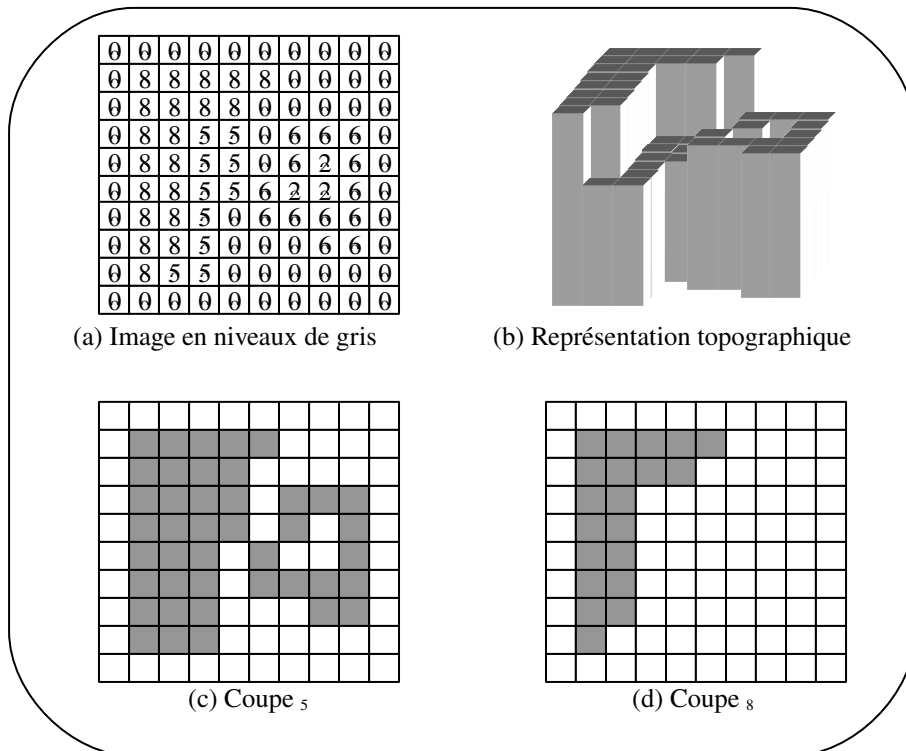 0 0 0 0 0 0 0 0 0 0
0 8 8 8 8 8 0 0 0 0
0 8 8 8 8 0 0 0 0 0
0 8 8 5 5 0 6 6 6 0
0 8 8 5 5 0 6 2 6 0
0 8 8 5 5 6 2 2 6 0
0 8 8 5 0 6 6 6 6 0
0 8 8 5 0 0 0 6 6 0
0 8 5 5 0 0 0 0 0 0
0 0 0 0 0 0 0 0 0 0
(a) Image en niveaux de gris
(b) Représentation topographique
(c) Coupe 5
(d) Coupe 8